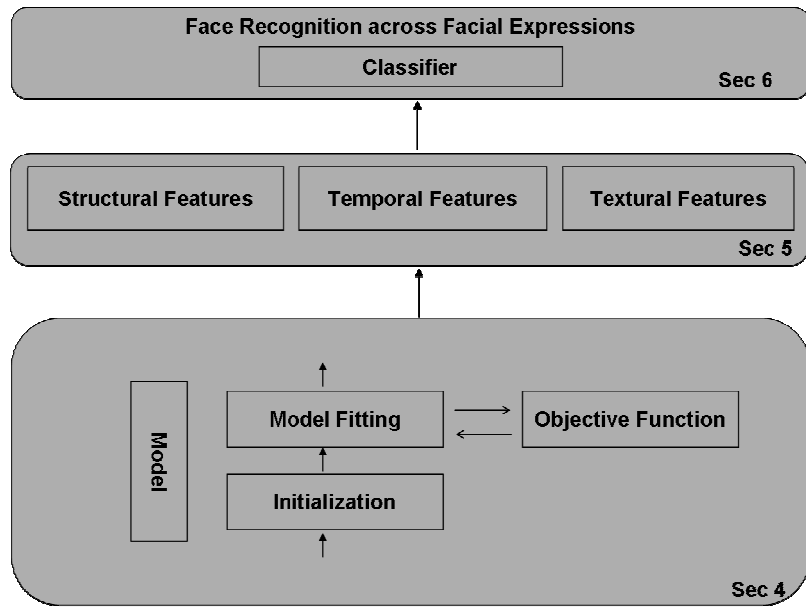 Face Recognition across Facial Expressions
Classifier
Sec 6
Structural Features
Temporal Features
Textural Features
Sec 5
Model
Model Fitting
Objective Function
Initialization
Sec 4